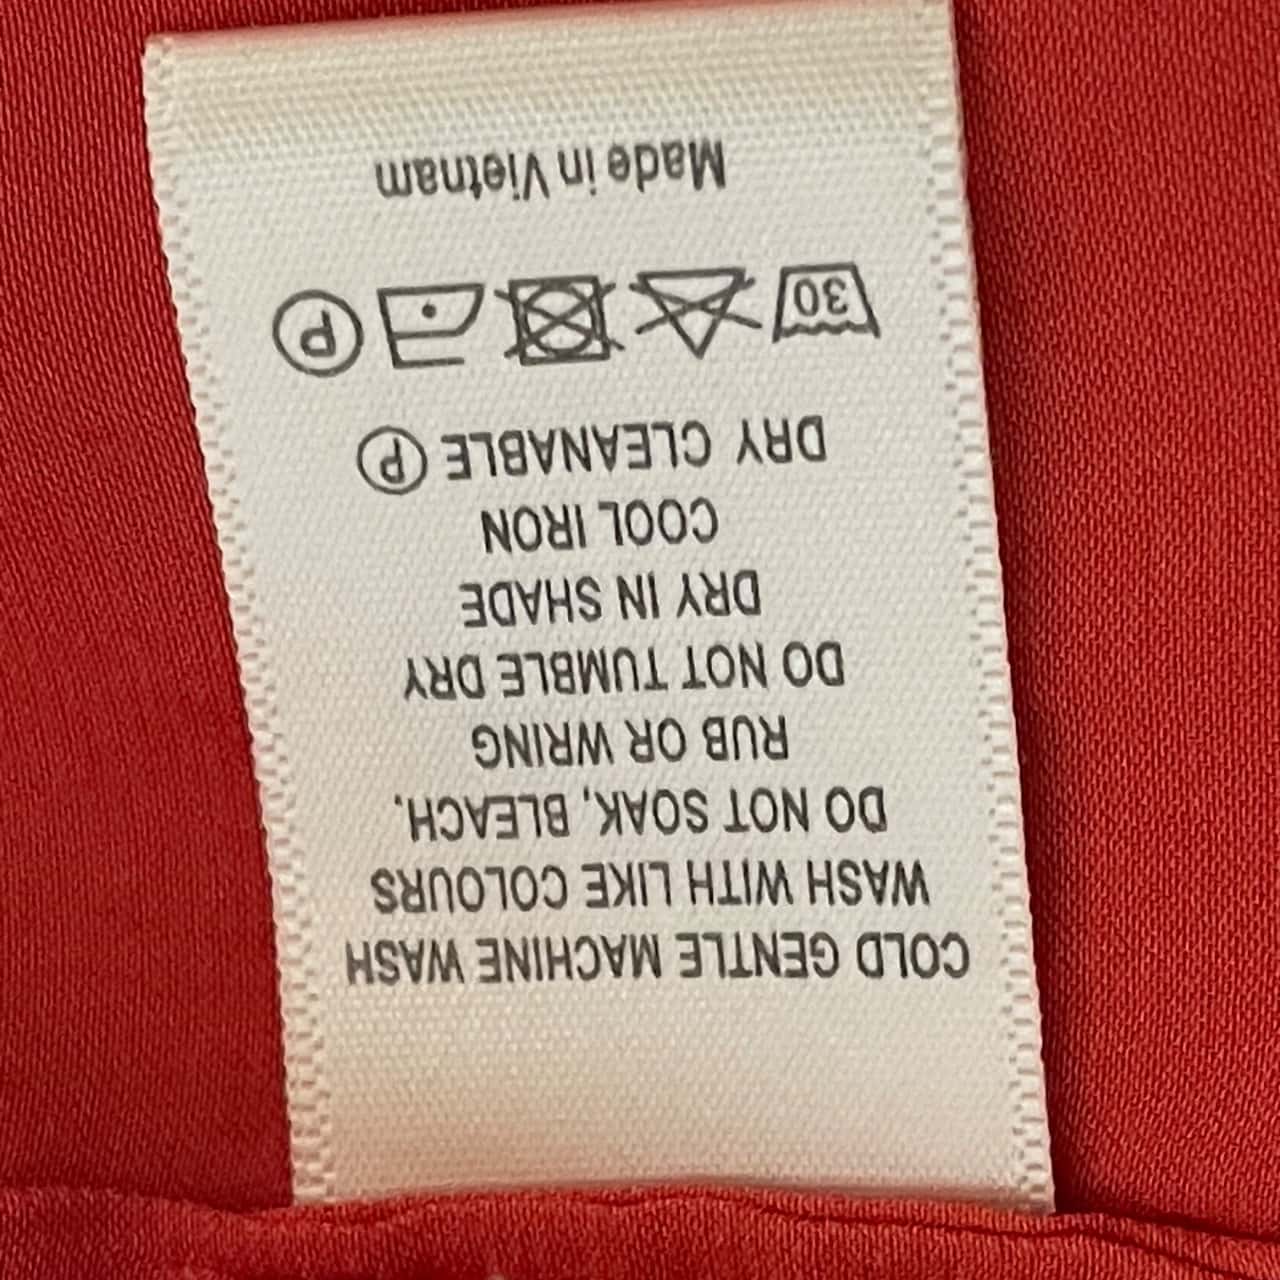 COLD GENTLE MACHINE WASH
WASH WITH LIKE COLOURS
DO NOT SOAK, BLEACH,
RUB OR WRING
DO NOT TUMBLE DRY
DRY IN SHADE
COOL IRON
DRY CLEANABLE Ⓟ
30 P
Made in Vietnam